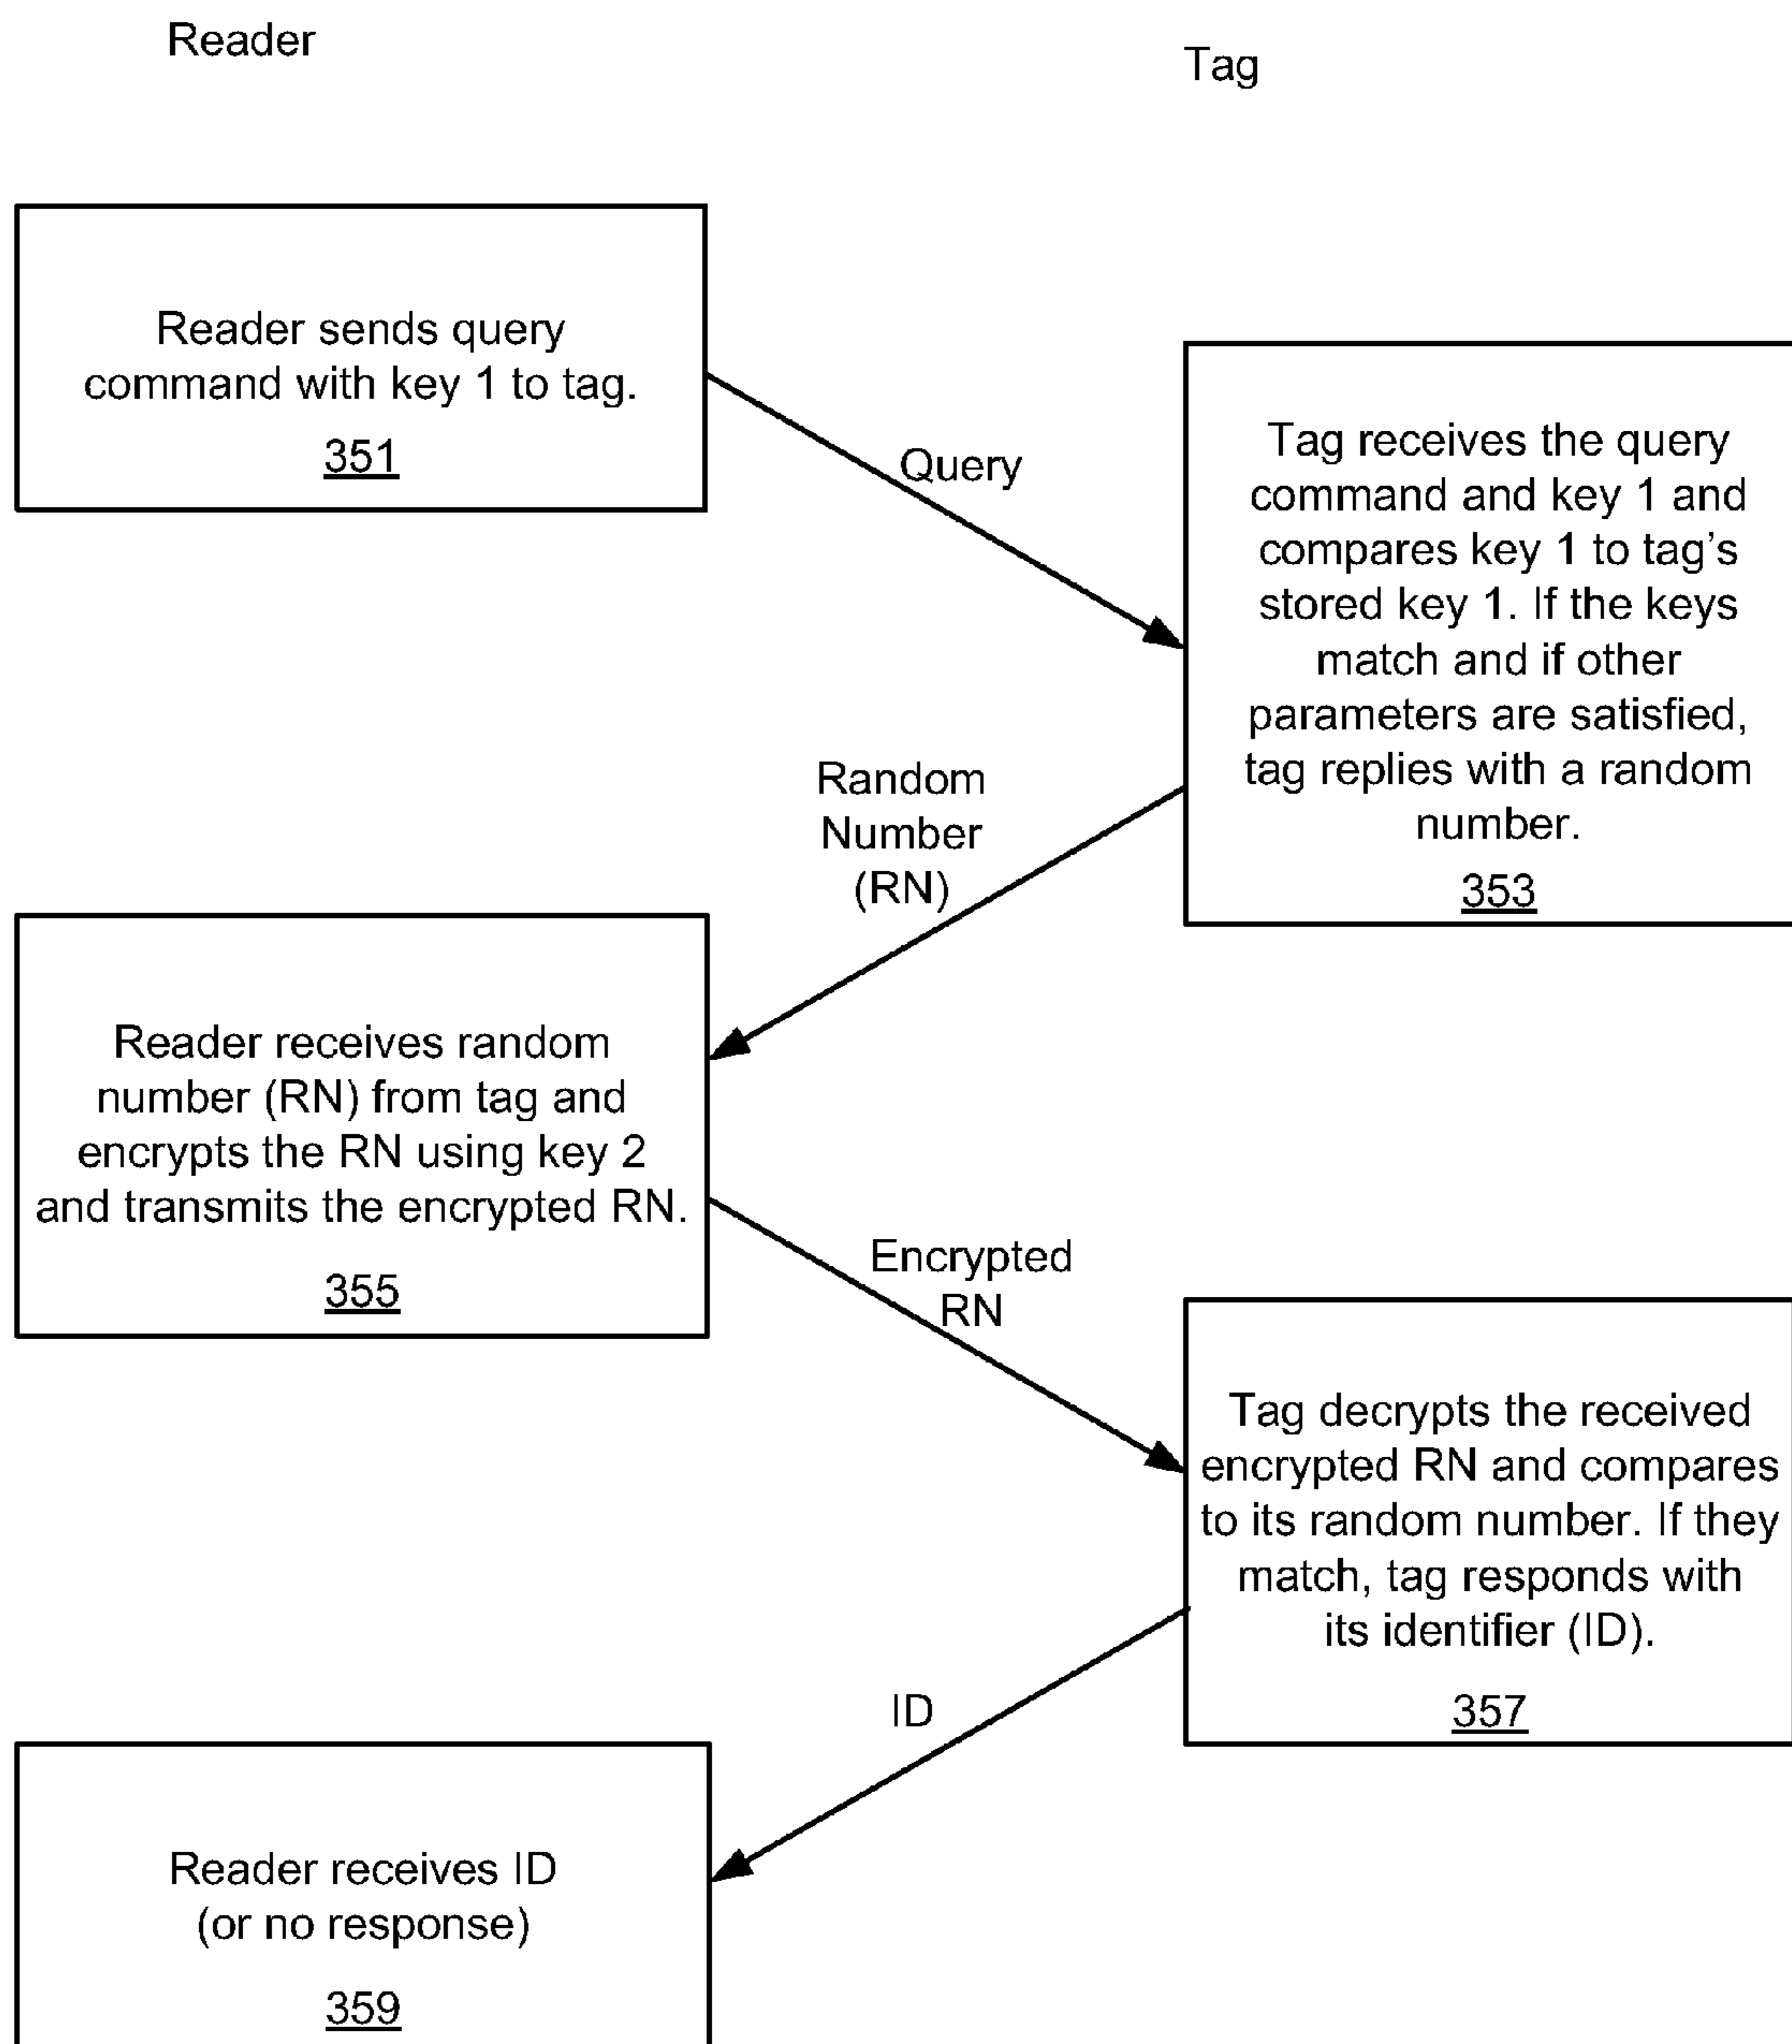 Reader
Tag
Reader sends query
command with key 1 to tag.
351
Query
Tag receives the query
command and key 1 and
compares key 1 to tag's
stored key 1. If the keys
match and if other
parameters are satisfied,
tag replies with a random
number.
353
Random
Number
(RN)
Reader receives random
number (RN) from tag and
encrypts the RN using key 2
and transmits the encrypted RN.
355
Encrypted
RN
Tag decrypts the received
encrypted RN and compares
to its random number. If they
match, tag responds with
its identifier (ID).
357
ID
Reader receives ID
(or no response)
359